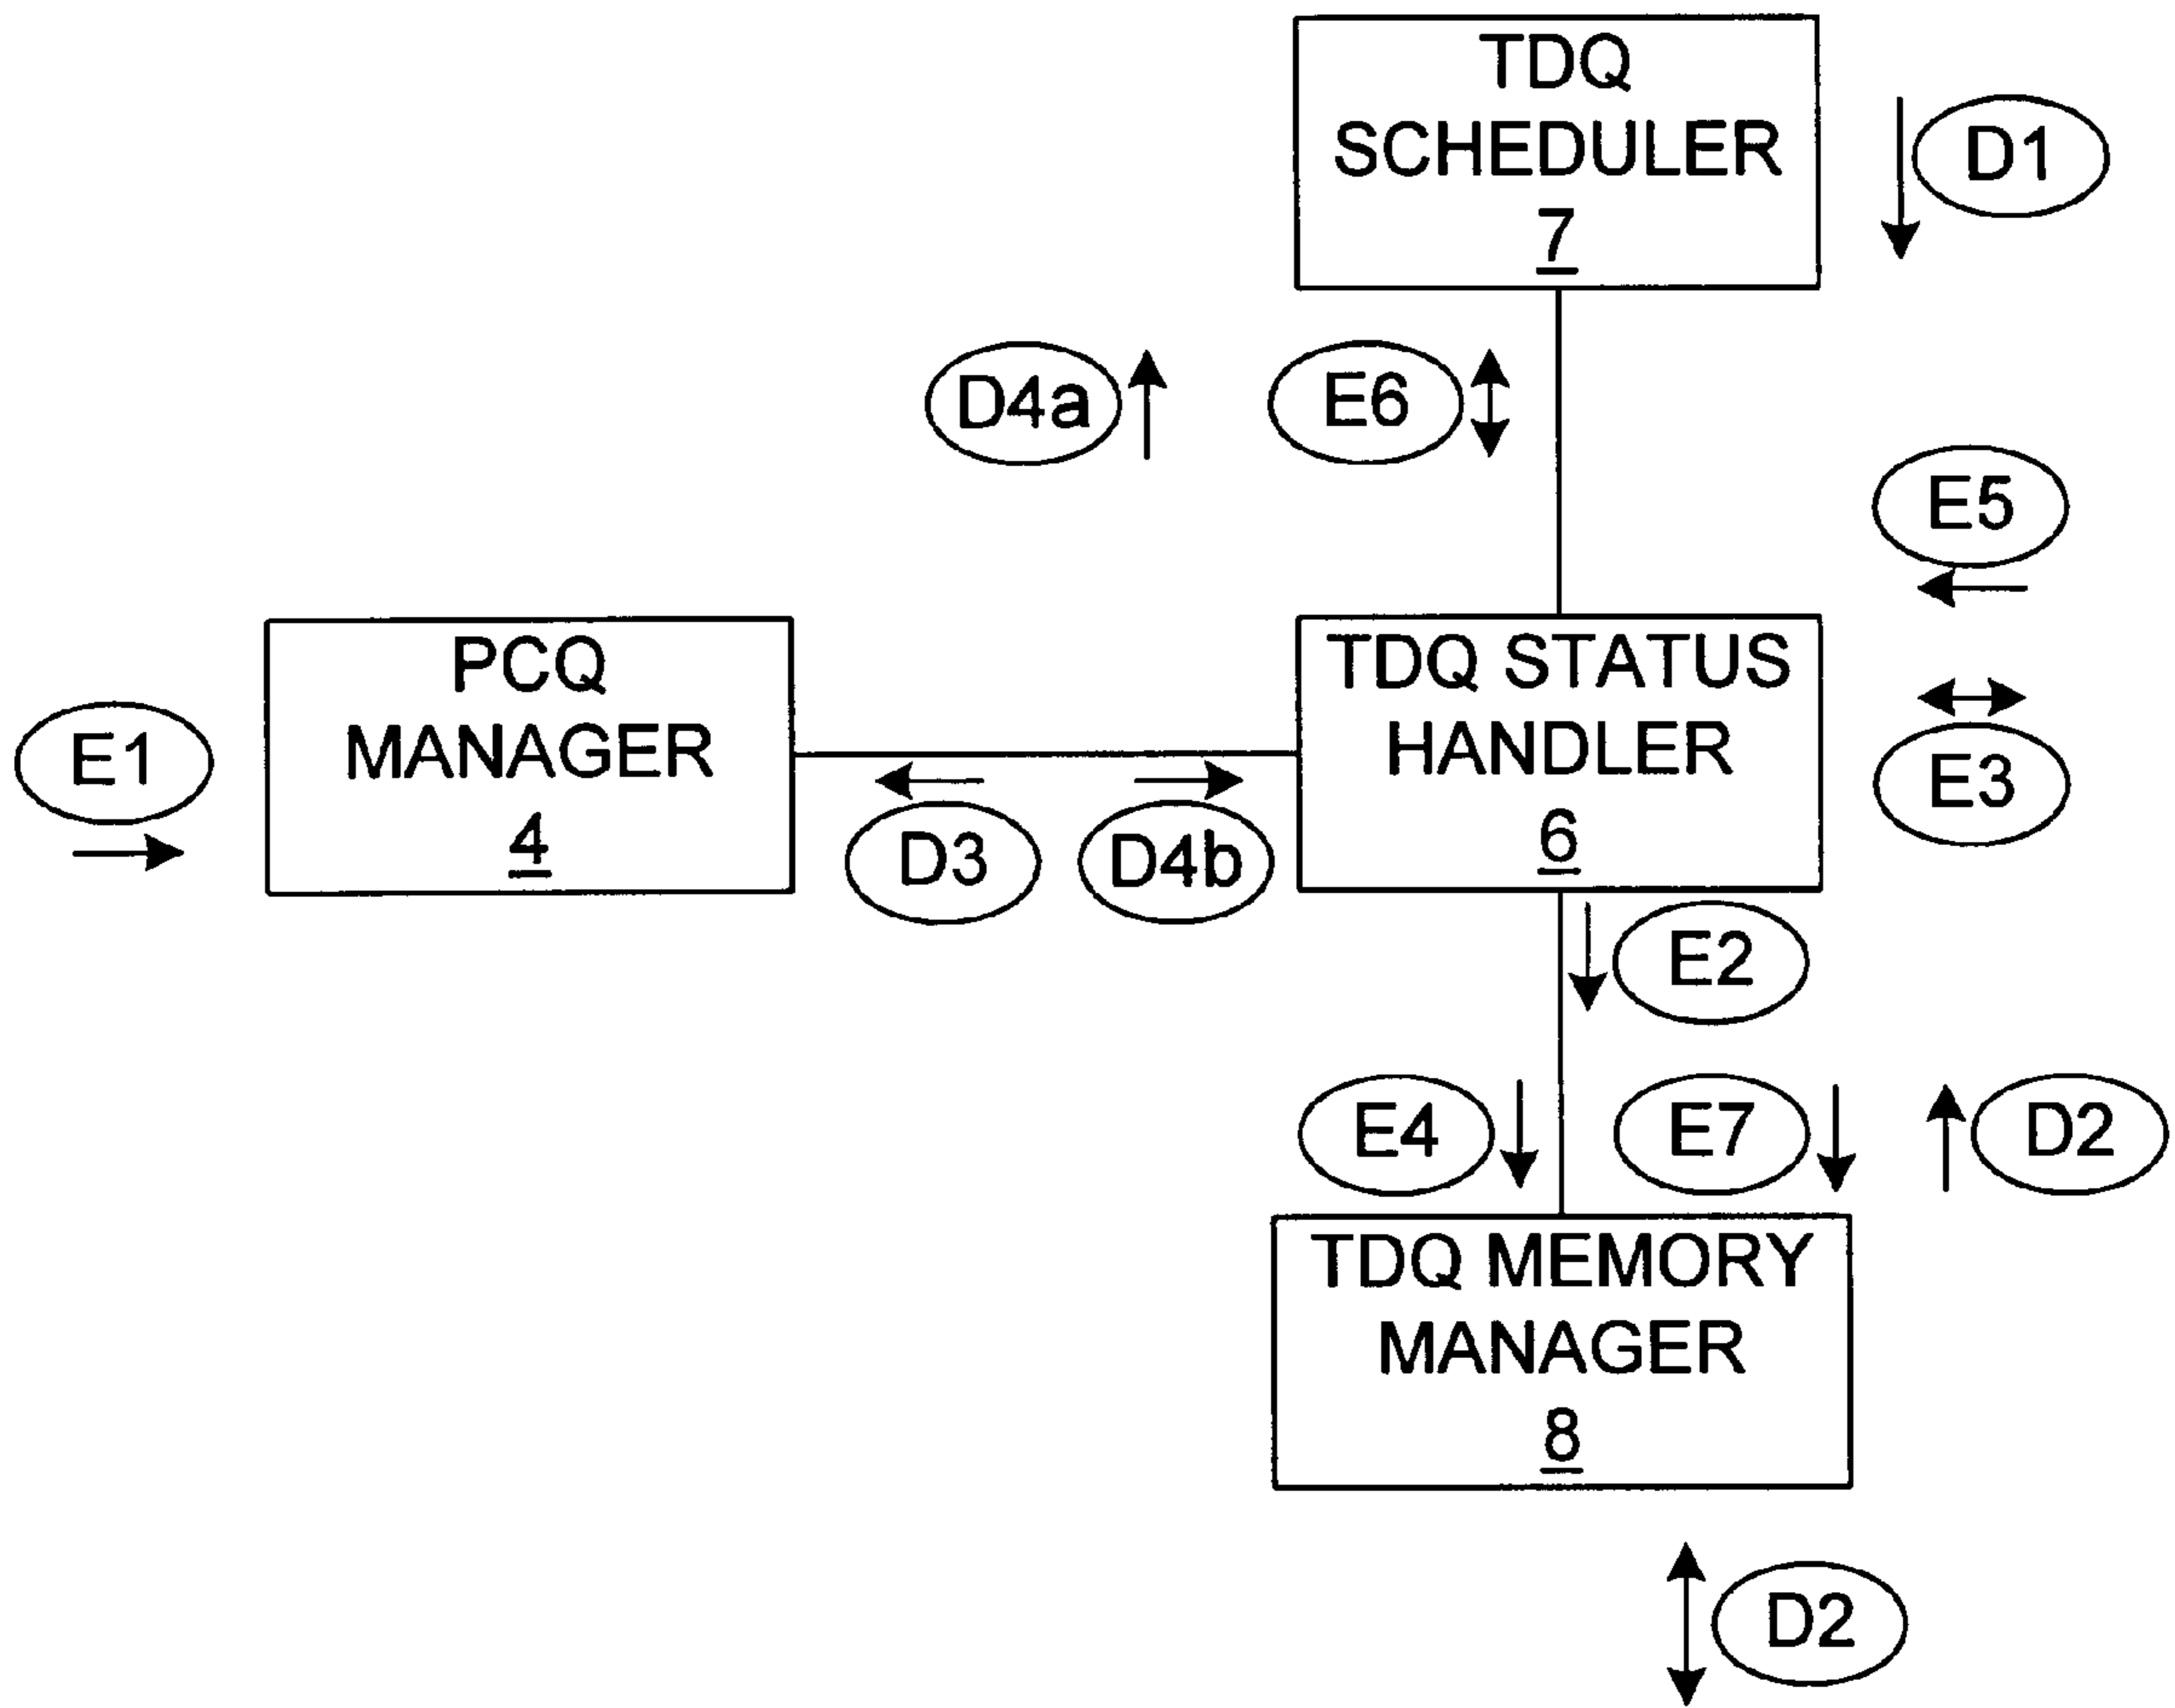 TDQ
SCHEDULER
7
D1
D4a
E6
E5
PCQ
MANAGER
4
E1
TDQ STATUS
HANDLER
6
E3
D3
D4b
E2
E4
E7
D2
TDQ MEMORY
MANAGER
8
D2